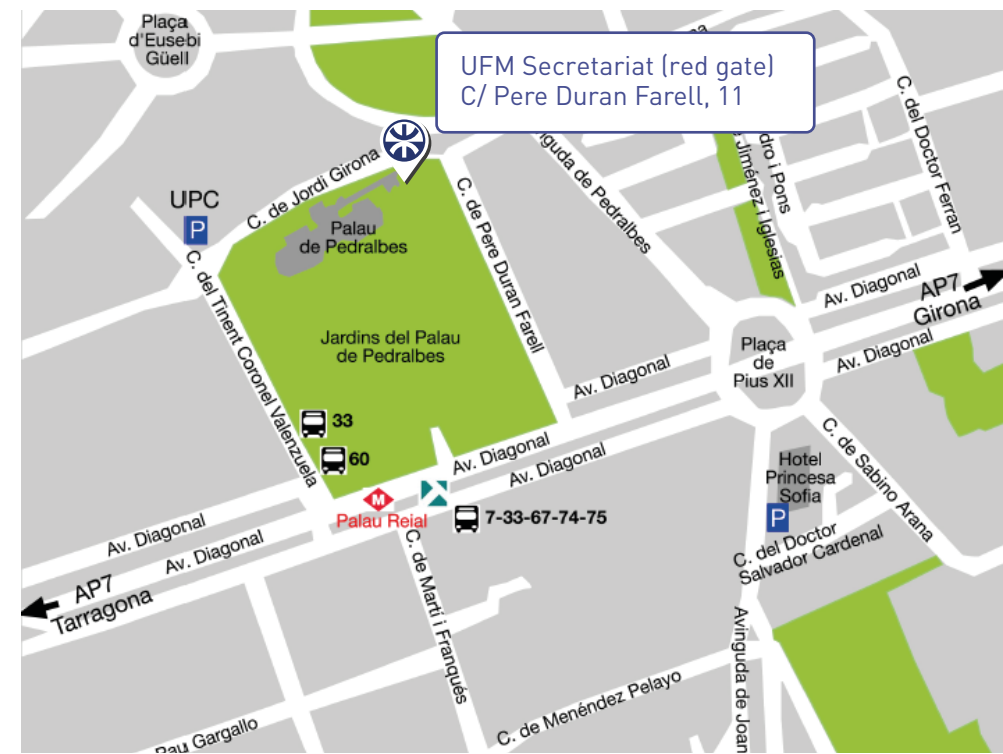 Plaça
d'Eusebi
Güell
UFM Secretariat (red gate)
C/ Pere Duran Farell, 11
C. de Jordi Girona
UPC
P
Palau
de Pedralbes
C. de Pere Duran Farell
Avinguda de Pedralbes
Jiménez i Iglesias
i Pons
C. del Doctor Ferran
C. del Tinent Coronel Valenzuela
Jardins del Palau
de Pedralbes
Av. Diagonal
AP7
Girona
Av. Diagonal
Plaça
de
Pius XII
Av. Diagonal
33
60
Av. Diagonal
Av. Diagonal
M
Palau Reial
7-33-67-74-75
Hotel
Princesa
Sofia
P
C. de Sabino Arana
C. del Doctor
Salvador Cardenal
Av. Diagonal
Av. Diagonal
AP7
Tarragona
C. de Martí i Franqués
C. de Menéndez Pelayo
Avinguda de Joan
Pau Gargallo